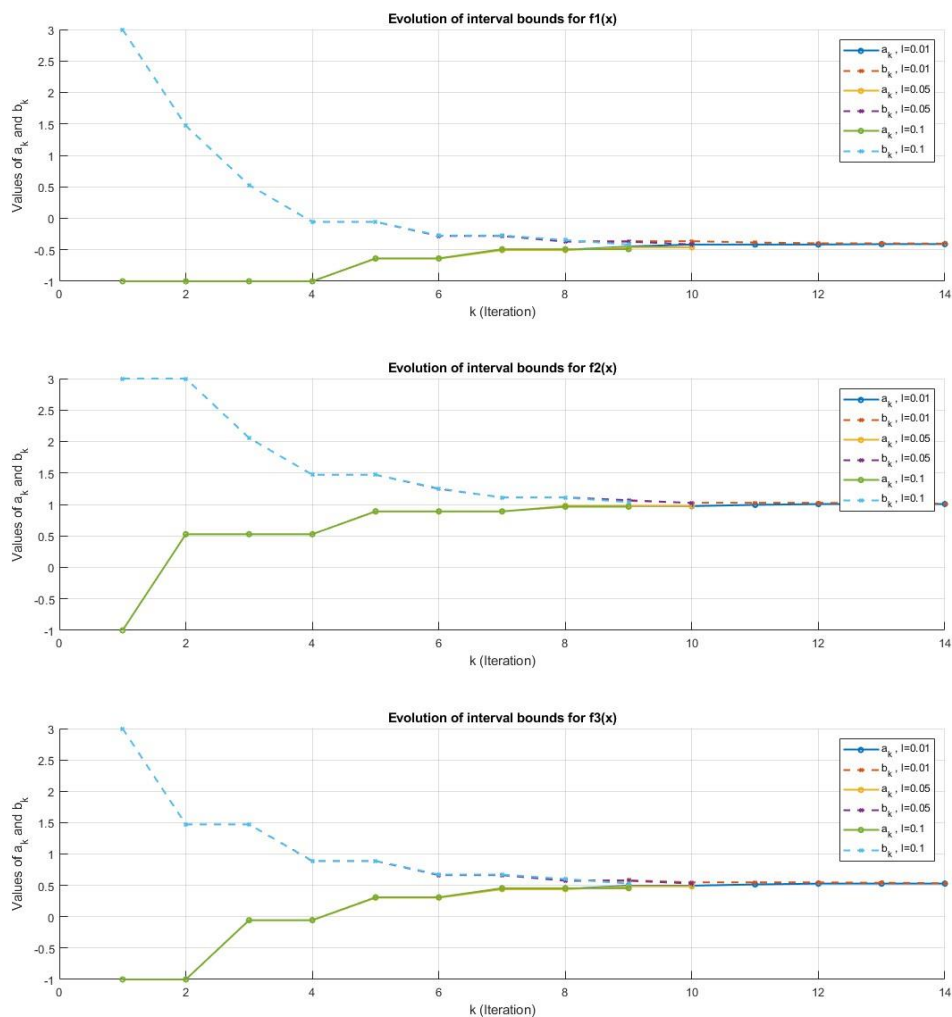 Evolution of interval bounds for f1(x)
Values of a_k and b_k
3
2.5
2
1.5
1
0.5
0
-0.5
-1
0 2 4 6 8 10 12 14
k (Iteration)
a_k , l=0.01
b_k , l=0.01
a_k , l=0.05
b_k , l=0.05
a_k , l=0.1
b_k , l=0.1
Evolution of interval bounds for f2(x)
Values of a_k and b_k
3
2.5
2
1.5
1
0.5
0
-0.5
-1
0 2 4 6 8 10 12 14
k (Iteration)
a_k , l=0.01
b_k , l=0.01
a_k , l=0.05
b_k , l=0.05
a_k , l=0.1
b_k , l=0.1
Evolution of interval bounds for f3(x)
Values of a_k and b_k
3
2.5
2
1.5
1
0.5
0
-0.5
-1
0 2 4 6 8 10 12 14
k (Iteration)
a_k , l=0.01
b_k , l=0.01
a_k , l=0.05
b_k , l=0.05
a_k , l=0.1
b_k , l=0.1